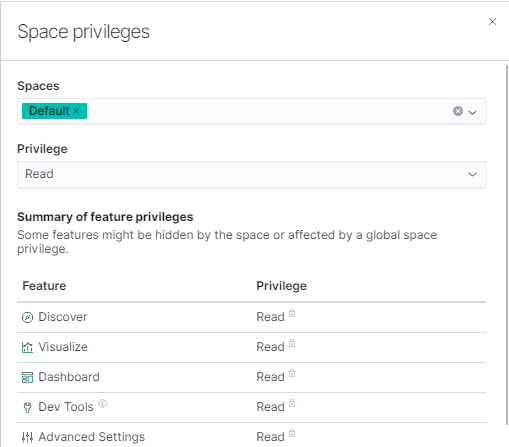 Space privileges
Spaces
Default ×
Privilege
Read
Summary of feature privileges
Some features might be hidden by the space or affected by a global space
privilege.
Feature Privilege
Discover Read
Visualize Read
Dashboard Read
Dev Tools Read
Advanced Settings Read